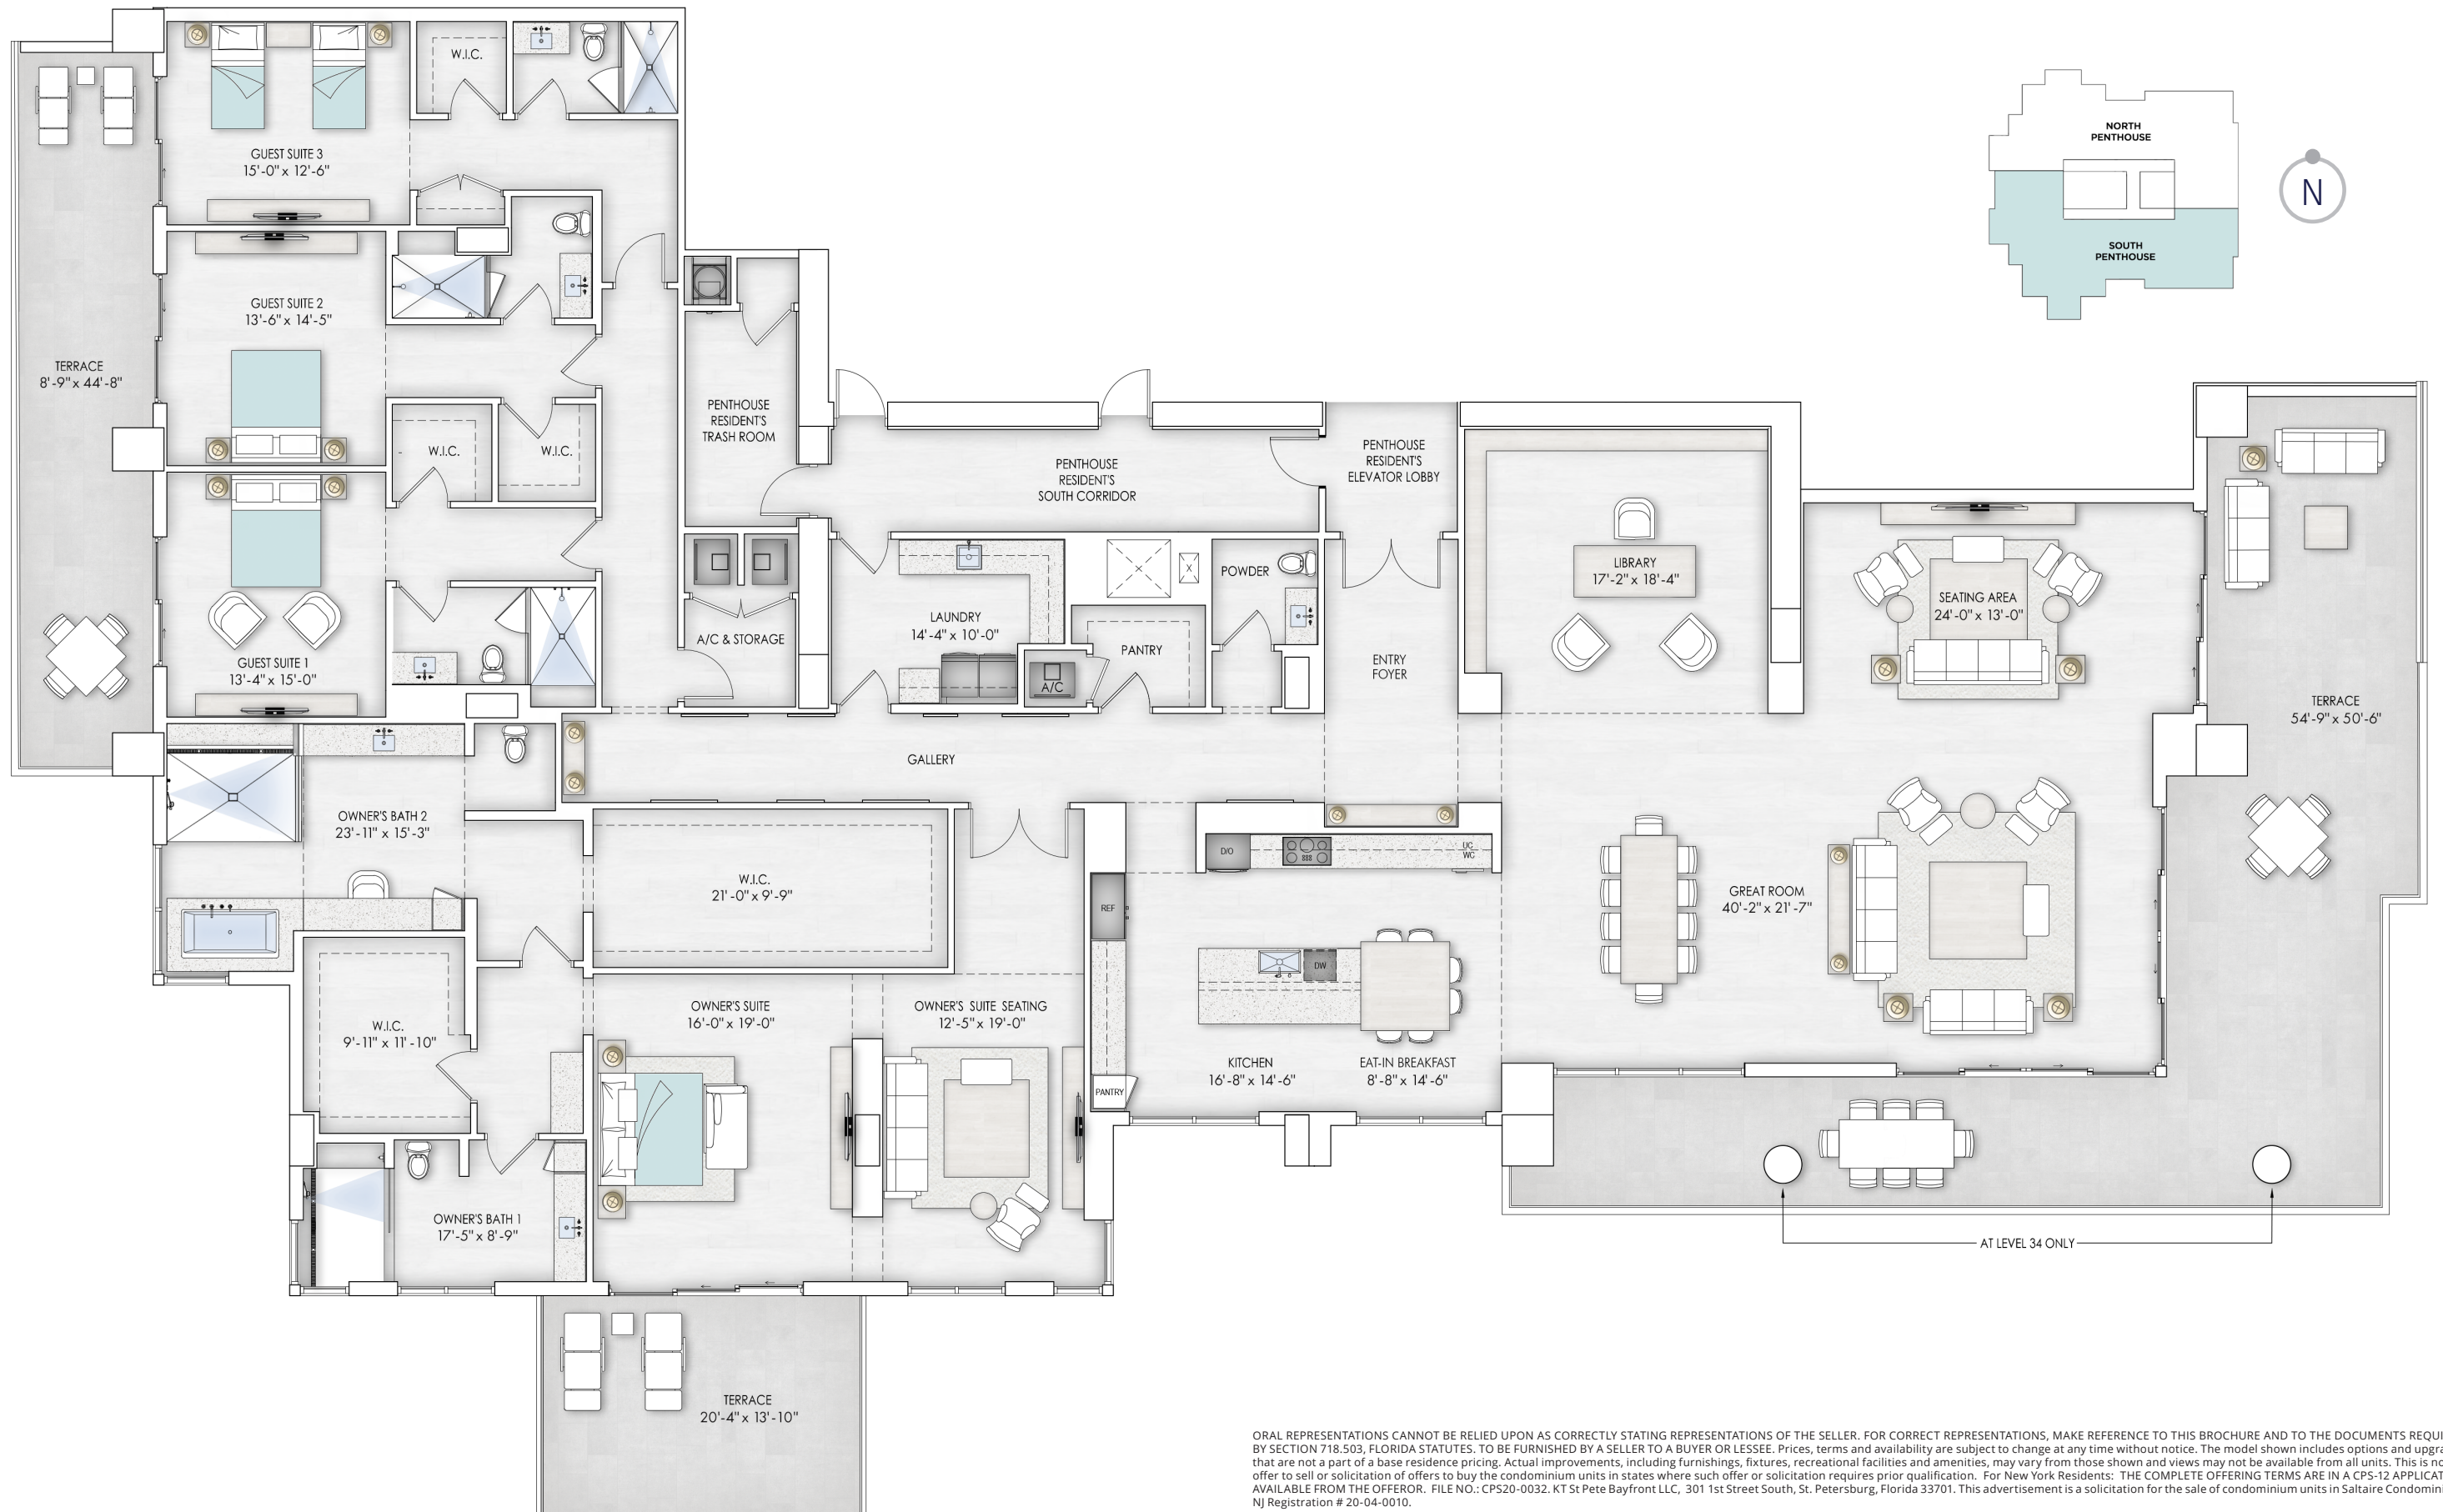 W.I.C.
GUEST SUITE 3
15'-0" x 12'-6"
NORTH
PENTHOUSE
N
SOUTH
PENTHOUSE
GUEST SUITE 2
13'-6" x 14'-5"
TERRACE
8'-9" x 44'-8"
W.I.C.
W.I.C.
PENTHOUSE
RESIDENT'S
TRASH ROOM
PENTHOUSE
RESIDENT'S
SOUTH CORRIDOR
PENTHOUSE
RESIDENT'S
ELEVATOR LOBBY
LIBRARY
17'-2" x 18'-4"
SEATING AREA
24'-0" x 13'-0"
POWDER
LAUNDRY
14'-4" x 10'-0"
PANTRY
A/C & STORAGE
A/C
ENTRY
FOYER
GUEST SUITE 1
13'-4" x 15'-0"
TERRACE
54'-9" x 50'-6"
GALLERY
OWNER'S BATH 2
23'-11" x 15'-3"
D/O
UC
WC
W.I.C.
21'-0" x 9'-9"
REF
GREAT ROOM
40'-2" x 21'-7"
DW
W.I.C.
9'-11" x 11'-10"
OWNER'S SUITE
16'-0" x 19'-0"
OWNER'S SUITE SEATING
12'-5" x 19'-0"
KITCHEN
16'-8" x 14'-6"
EAT-IN BREAKFAST
8'-8" x 14'-6"
PANTRY
OWNER'S BATH 1
17'-5" x 8'-9"
AT LEVEL 34 ONLY
TERRACE
20'-4" x 13'-10"
ORAL REPRESENTATIONS CANNOT BE RELIED UPON AS CORRECTLY STATING REPRESENTATIONS OF THE SELLER. FOR CORRECT REPRESENTATIONS, MAKE REFERENCE TO THIS BROCHURE AND TO THE DOCUMENTS REQUI
BY SECTION 718.503, FLORIDA STATUTES. TO BE FURNISHED BY A SELLER TO A BUYER OR LESSEE. Prices, terms and availability are subject to change at any time without notice. The model shown includes options and upgra
that are not a part of a base residence pricing. Actual improvements, including furnishings, fixtures, recreational facilities and amenities, may vary from those shown and views may not be available from all units. This is no
offer to sell or solicitation of offers to buy the condominium units in states where such offer or solicitation requires prior qualification. For New York Residents: THE COMPLETE OFFERING TERMS ARE IN A CPS-12 APPLICAT
AVAILABLE FROM THE OFFEROR. FILE NO.: CPS20-0032. KT St Pete Bayfront LLC, 301 1st Street South, St. Petersburg, Florida 33701. This advertisement is a solicitation for the sale of condominium units in Saltaire Condomini
NJ Registration # 20-04-0010.